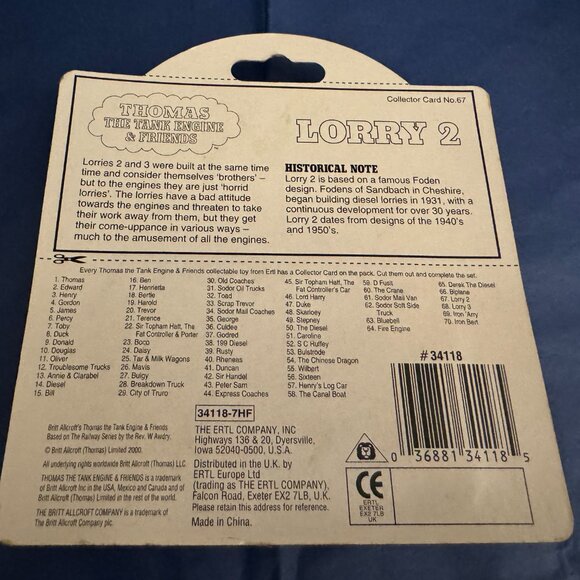 Collector Card No.67
THOMAS
THE TANK ENGINE
& FRIENDS
LORRY 2
Lorries 2 and 3 were built at the same time
time and consider themselves 'brothers' –
but to the engines they are just 'horrid
lorries'. The lorries have a bad attitude
towards the engines and threaten to take
their work away from them, but they get
their come-uppance in various ways –
much to the amusement of all the engines.
HISTORICAL NOTE
Lorry 2 is based on a famous Foden
design. Fodens of Sandbach in Cheshire,
began building diesel lorries in 1931, with a
continuous development for over 30 years.
Lorry 2 dates from designs of the 1940's
and 1950's.
Every Thomas the Tank Engine & Friends collectable toy from Ertl has a Collector Card on the pack. Cut them out and complete the set.
1. Thomas
2. Edward
3. Henry
4. Gordon
5. James
6. Percy
7. Toby
8. Duck
9. Donald
10. Douglas
11. Oliver
12. Troublesome Trucks
13. Annie & Clarabel
14. Diesel
15. Bill
16. Ben
17. Henrietta
18. Bertie
19. Harold
20. Trevor
21. Terence
22. Sir Topham Hatt, The
Fat Controller & Porter
23. Boco
24. Daisy
25. Tar & Milk Wagons
26. Mavis
27. Bulgy
28. Breakdown Truck
29. City of Truro
30. Old Coaches
31. Sodor Oil Trucks
32. Toad
33. Scrap Trevor
34. Sodor Mail Coaches
35. George
36. Culdee
37. Godred
38. 199 Diesel
39. Rusty
40. Rheneas
41. Duncan
42. Sir Handel
43. Peter Sam
44. Express Coaches
45. Sir Topham Hatt, The
Fat Controller's Car
46. Lord Harry
47. Duke
48. Skarloey
49. Stepney
50. The Diesel
51. Caroline
52. S C Ruffey
53. Bulstrode
54. The Chinese Dragon
55. Wilbert
56. Sixteen
57. Henry's Log Car
58. The Canal Boat
59. D Fusit
60. The Crane
61. Sodor Mail Van
62. Sodor Soft Side
Truck
63. Bluebell
64. Fire Engine
65. Derek The Diesel
66. Biplane
67. Lorry 2
68. Lorry 3
69. Iron 'Arry
70. Iron Bert
Britt Allcroft's Thomas the Tank Engine & Friends
Based on The Railway Series by the Rev. W Awdry.
© Britt Allcroft (Thomas) Limited 2000.
All underlying rights worldwide Britt Allcroft (Thomas) LLC.
THOMAS THE TANK ENGINE & FRIENDS is a trademark
of Britt Allcroft Inc in the USA, Mexico and Canada and of
Britt Allcroft (Thomas) Limited in the rest of the world.
THE BRITT ALLCROFT COMPANY is a trademark of The
Britt Allcroft Company plc.
34118-7HF
THE ERTL COMPANY, INC
Highways 136 & 20, Dyersville,
Iowa 52040-0500. U.S.A.
Distributed in the U.K. by
ERTL Europe Ltd
(trading as THE ERTL COMPANY),
Falcon Road, Exeter EX2 7LB, U.K.
Please retain this address for reference.
Made in China.
#34118
0 36881 34118 5
CE
ERTL
EXETER
EX2 7LB
UK